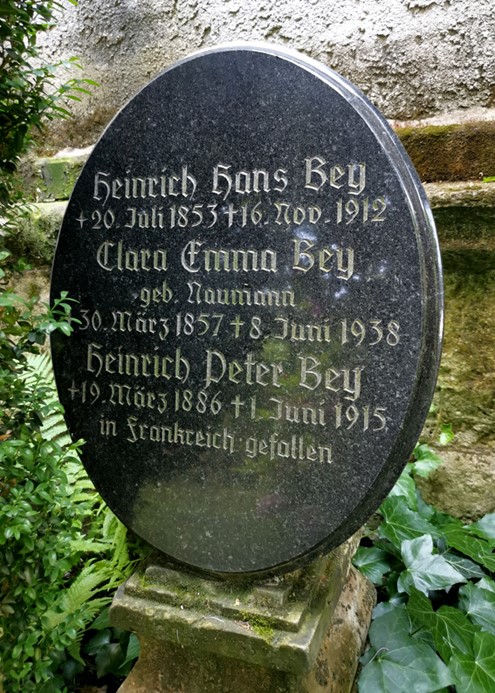 Heinrich Hans Bey
+20. Juli 1853 + 16. Nov. 1912
Clara Emma Bey
geb. Naumann
30. März 1857 + 8. Juni 1938
Heinrich Peter Bey
+19. März 1886 + 1. Juni 1915
in Frankreich gefallen